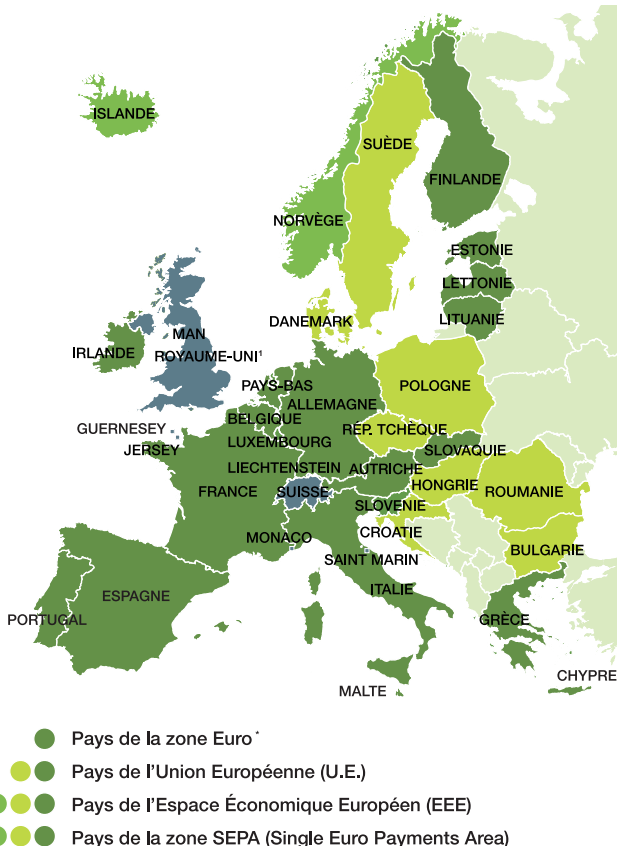 ISLANDE
SUÈDE
FINLANDE
NORVÈGE
ESTONIE
LETTONIE
LITUANIE
DANEMARK
MAN
IRLANDE
ROYAUME-UNI¹
PAYS-BAS
POLOGNE
ALLEMAGNE
BELGIQUE
GUERNESEY
RÉP. TCHÈQUE
JERSEY
LUXEMBOURG
SLOVAQUIE
LIECHTENSTEIN
AUTRICHE
HONGRIE
FRANCE
SUISSE
ROUMANIE
SLOVENIE
CROATIE
MONACO
BULGARIE
SAINT MARIN
ITALIE
ESPAGNE
PORTUGAL
GRÈCE
CHYPRE
MALTE
Pays de la zone Euro*
Pays de l'Union Européenne (U.E.)
Pays de l'Espace Économique Européen (EEE)
Pays de la zone SEPA (Single Euro Payments Area)